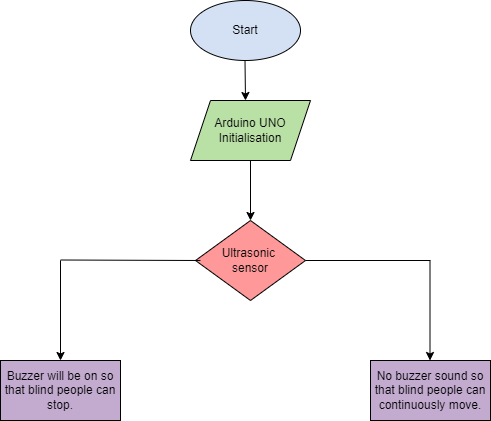 Start
Arduino UNO
Initialisation
Ultrasonic
sensor
Buzzer will be on so
that blind people can
stop.
No buzzer sound so
that blind people can
continuously move.